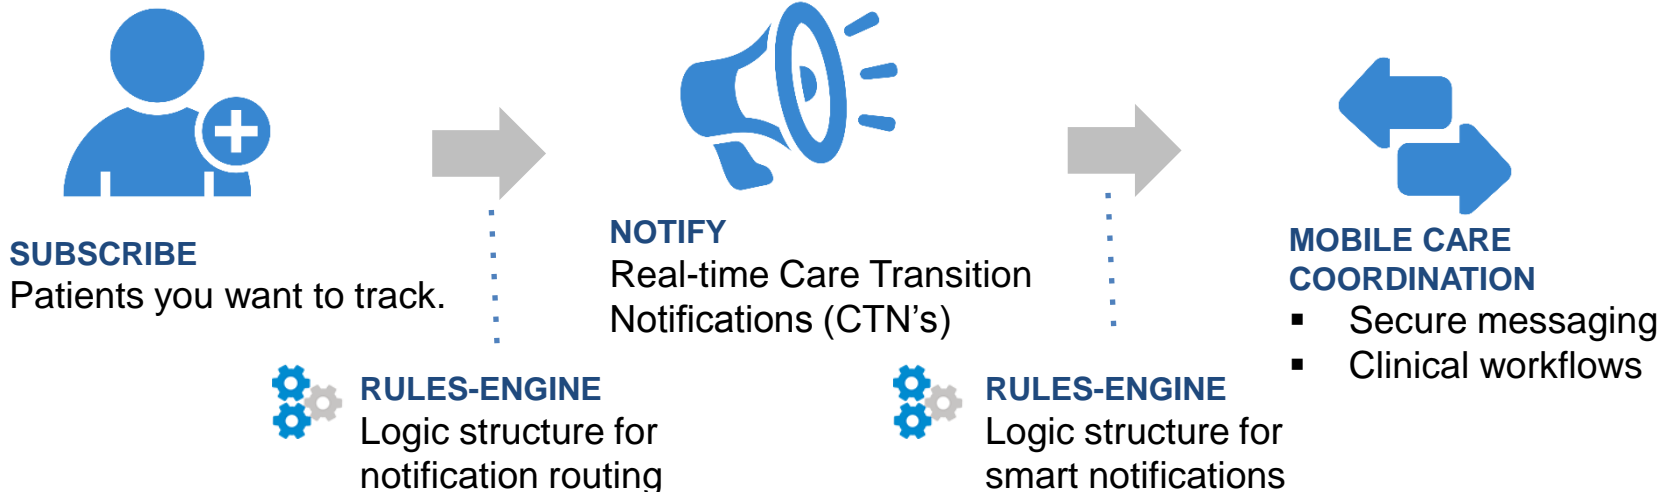 SUBSCRIBE
Patients you want to track.
RULES-ENGINE
Logic structure for
notification routing
NOTIFY
Real-time Care Transition
Notifications (CTN's)
RULES-ENGINE
Logic structure for
smart notifications
MOBILE CARE
COORDINATION
▪ Secure messaging
▪ Clinical workflows